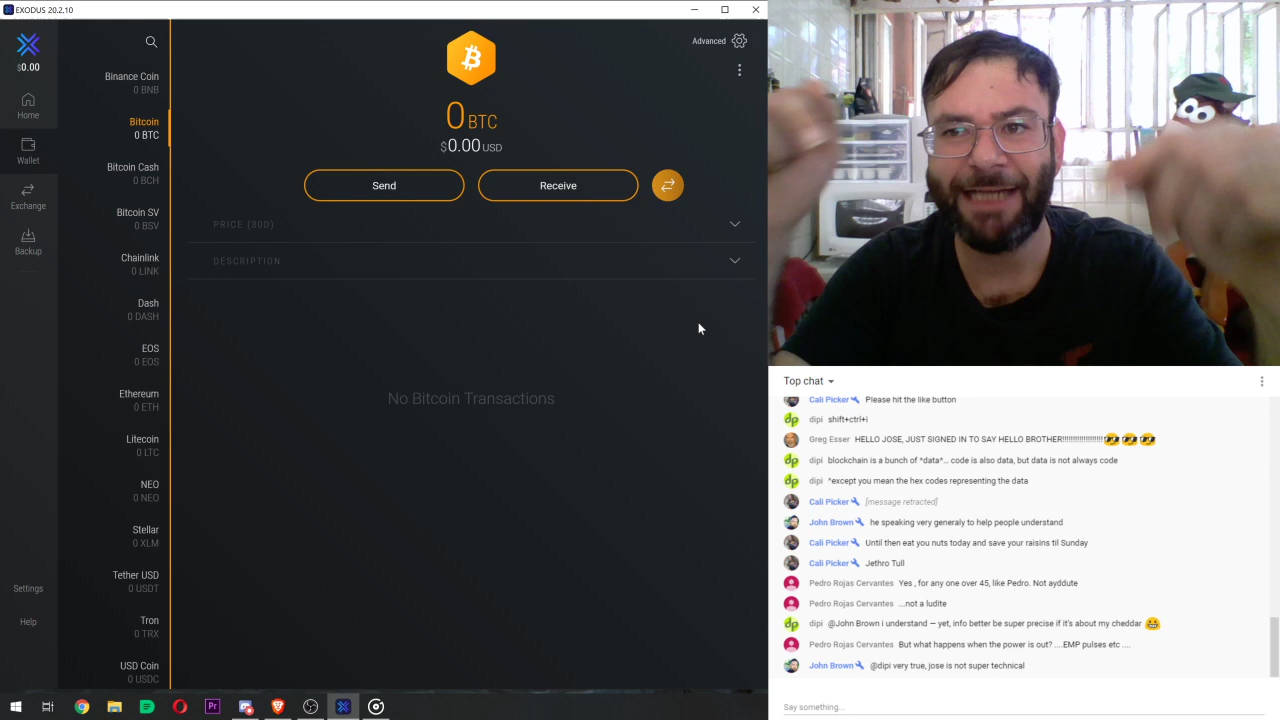 EXODUS 20.2.10
$0.00
Home
Wallet
Exchange
Backup
Settings
Help
Binance Coin
0 BNB
Bitcoin
0 BTC
Bitcoin Cash
0 BCH
Bitcoin SV
0 BSV
Chainlink
0 LINK
Dash
0 DASH
EOS
0 EOS
Ethereum
0 ETH
Litecoin
0 LTC
NEO
0 NEO
Stellar
0 XLM
Tether USD
0 USDT
Tron
0 TRX
USD Coin
0 USDC
Advanced
0 BTC
$0.00 USD
Send
Receive
PRICE (30D)
DESCRIPTION
No Bitcoin Transactions
Top chat
Cali Picker Please hit the like button
dipi shift+ctrl+i
Greg Esser HELLO JOSE, JUST SIGNED IN TO SAY HELLO BROTHER!!!!!!!!!!!!!!!!!!!
dipi blockchain is a bunch of *data*... code is also data, but data is not always code
dipi *except you mean the hex codes representing the data
Cali Picker [message retracted]
John Brown he speaking very generaly to help people understand
Cali Picker Until then eat you nuts today and save your raisins til Sunday
Cali Picker Jethro Tull
Pedro Rojas Cervantes Yes , for any one over 45, like Pedro. Not ayddute
Pedro Rojas Cervantes ...not a ludite
dipi @John Brown i understand — yet, info better be super precise if it's about my cheddar
Pedro Rojas Cervantes But what happens when the power is out? ....EMP pulses etc ....
John Brown @dipi very true, jose is not super technical
Say something...
Pr